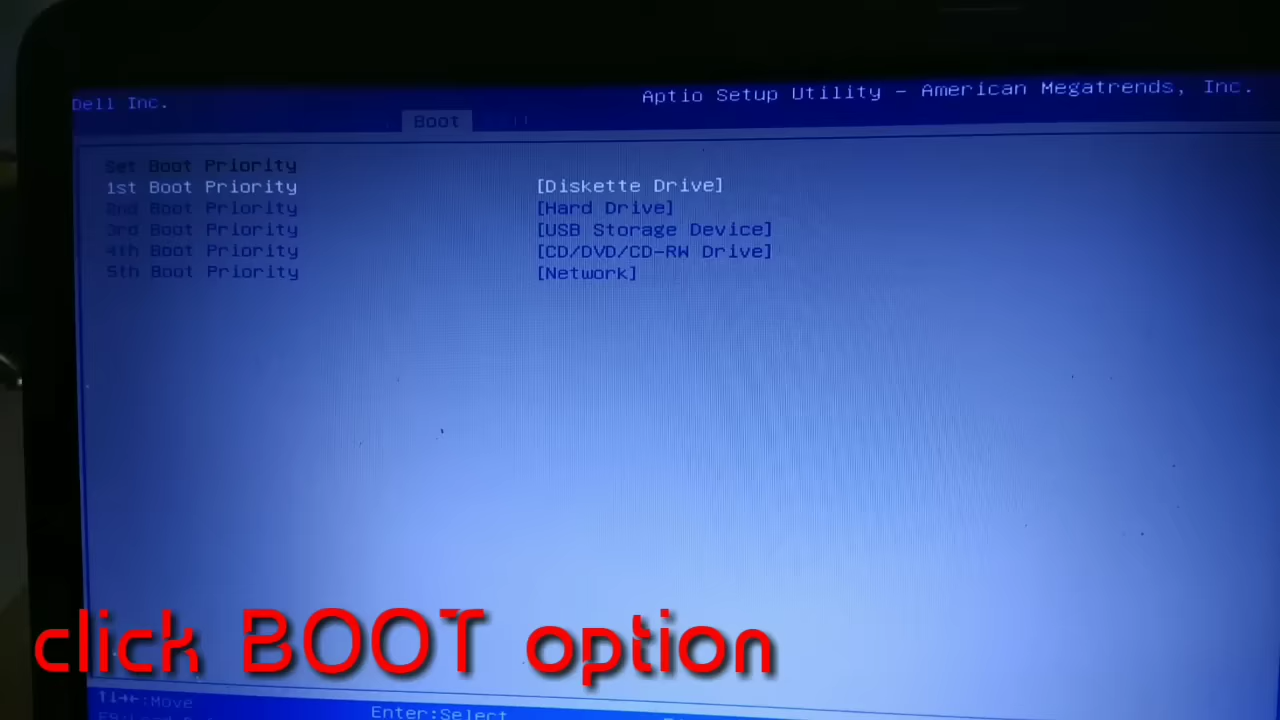 Dell Inc.
Aptio Setup Utility - American Megatrends, Inc.
Boot
Set Boot Priority
1st Boot Priority [Diskette Drive]
2nd Boot Priority [Hard Drive]
3rd Boot Priority [USB Storage Device]
4th Boot Priority [CD/DVD/CD-RW Drive]
5th Boot Priority [Network]
click BOOT option
↑↓→←:Move
Enter:Select